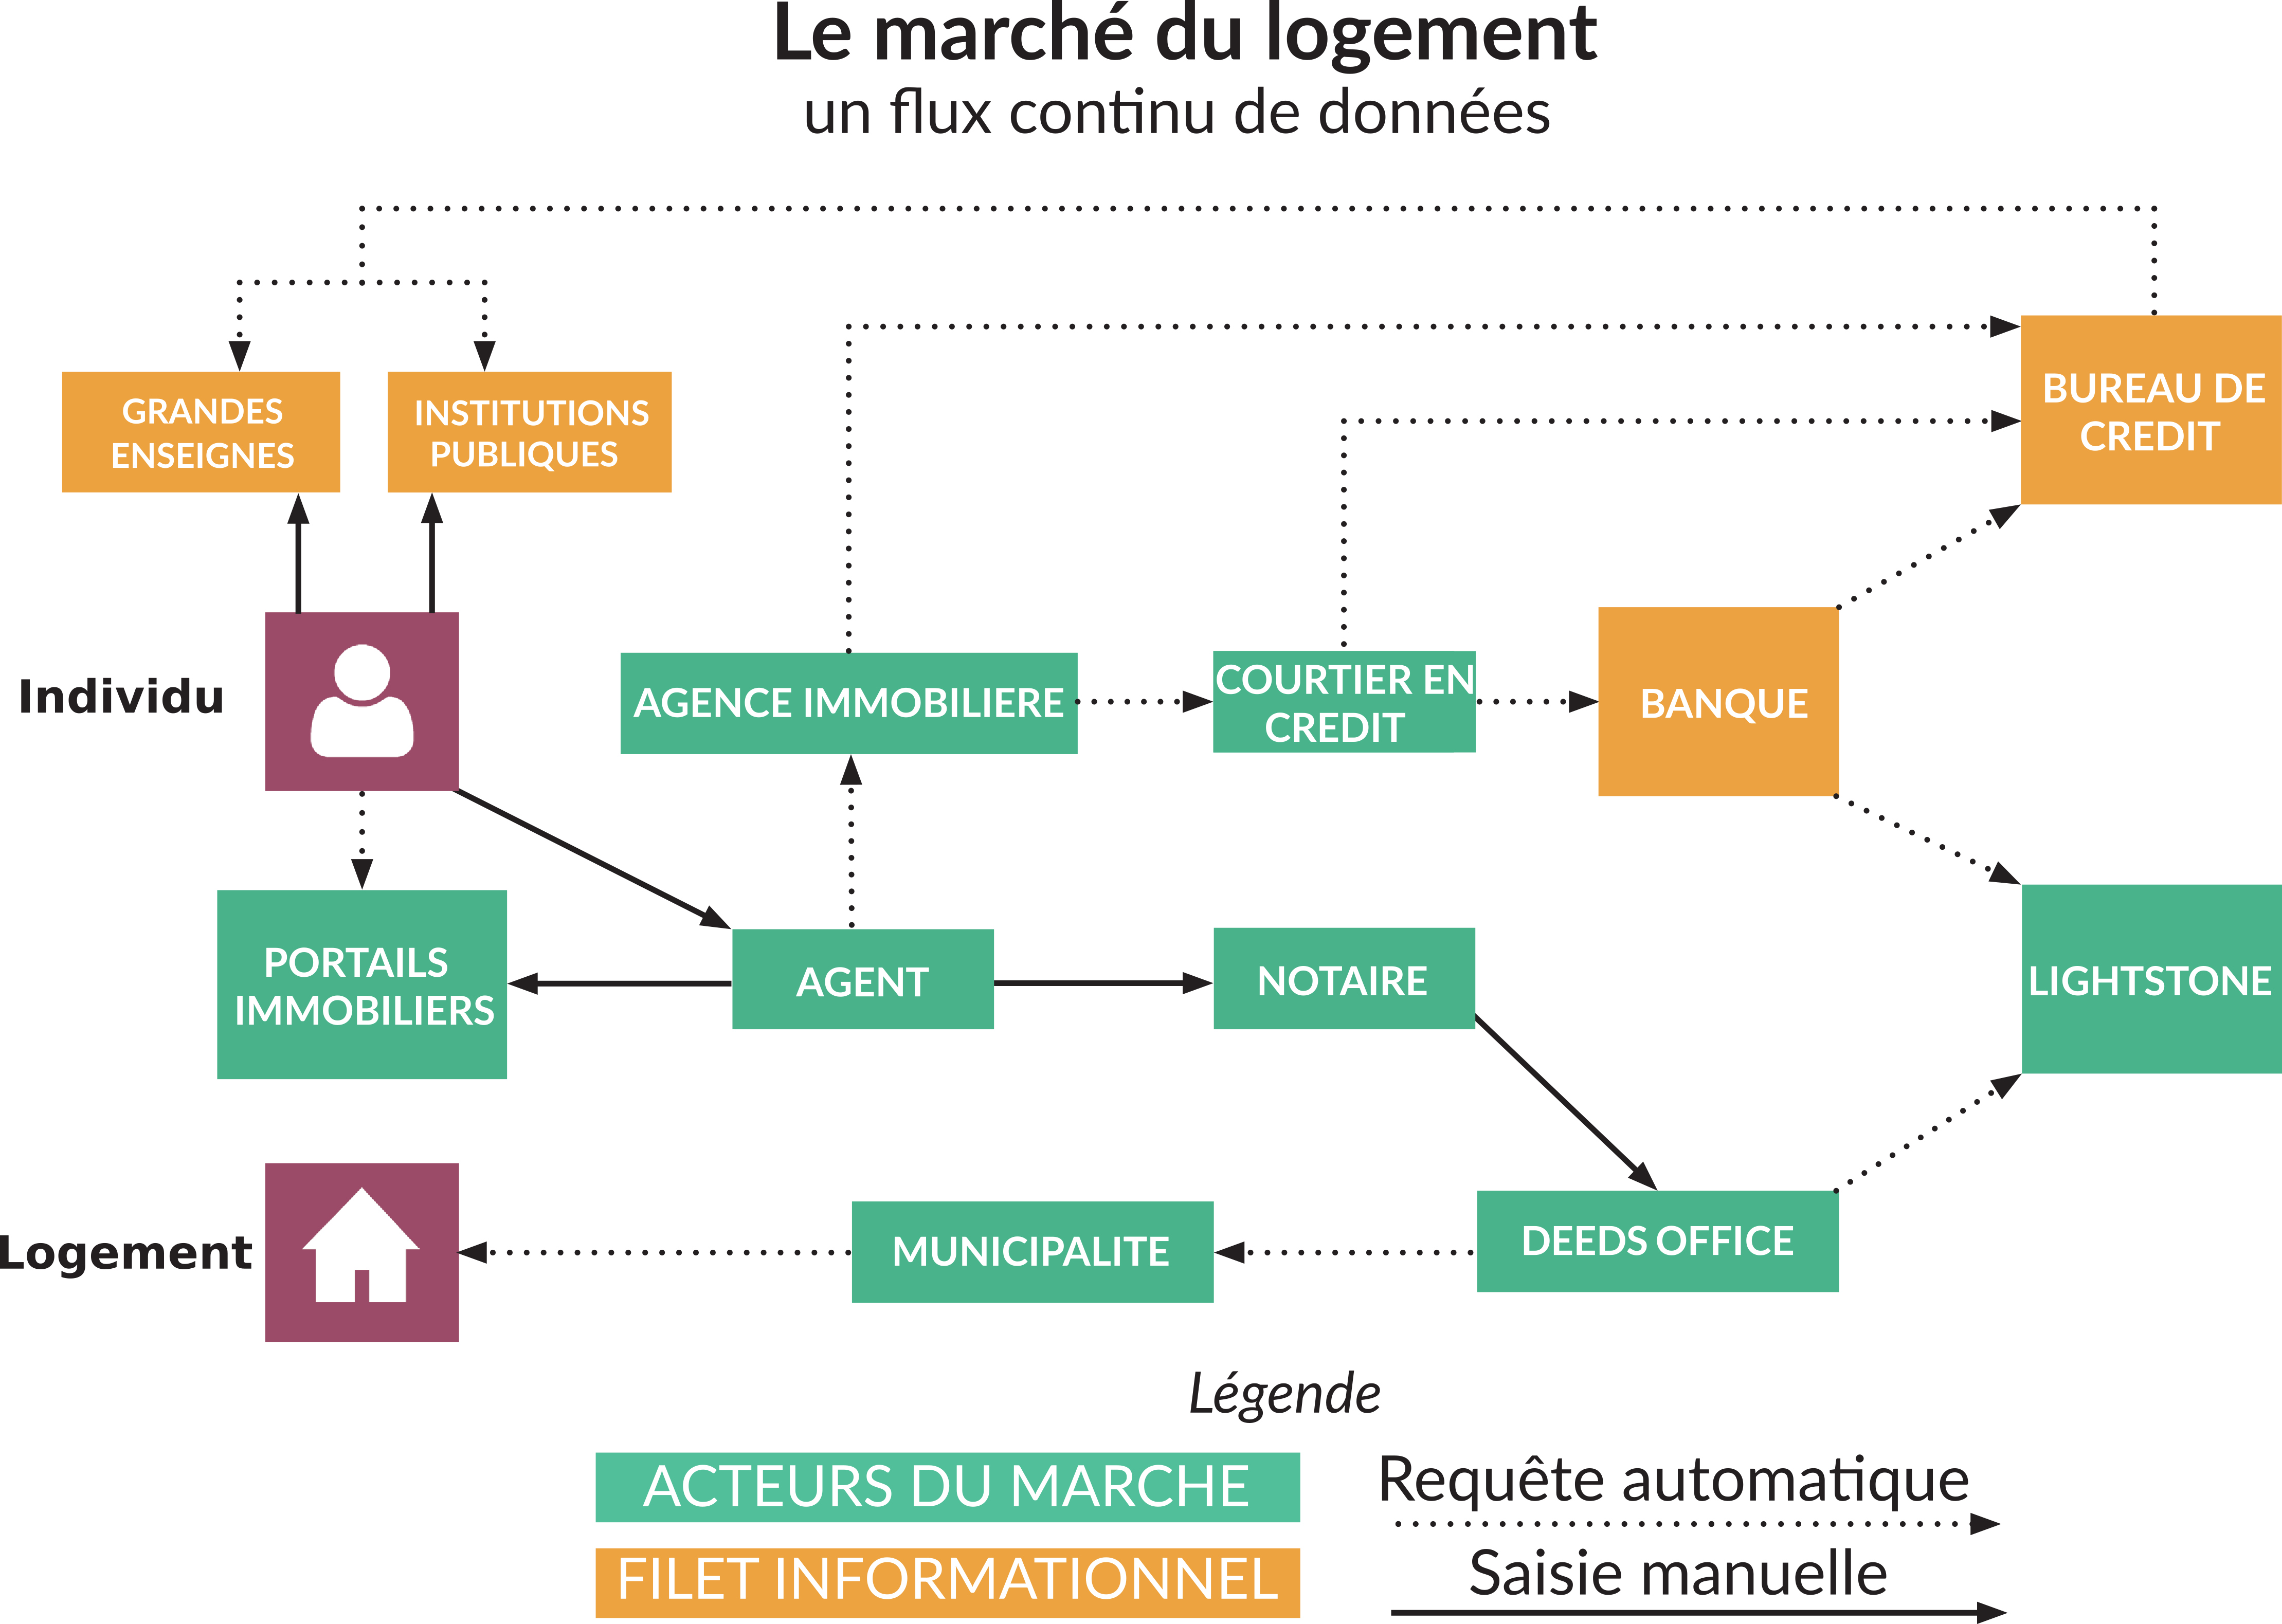 Le marché du logement
un flux continu de données
GRANDES
ENSEIGNES
INSTITUTIONS
PUBLIQUES
BUREAU DE
CREDIT
Individu
AGENCE IMMOBILIERE
COURTIER EN
CREDIT
BANQUE
PORTAILS
IMMOBILIERS
AGENT
NOTAIRE
LIGHTSTONE
Logement
MUNICIPALITE
DEEDS OFFICE
Légende
ACTEURS DU MARCHE
FILET INFORMATIONNEL
Requête automatique
Saisie manuelle